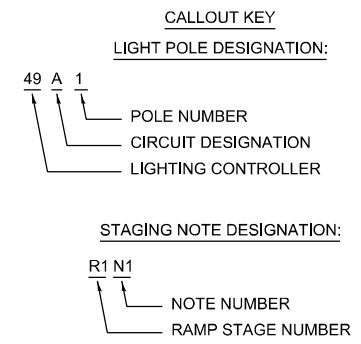 CALLOUT KEY
LIGHT POLE DESIGNATION:
49 A 1
POLE NUMBER
CIRCUIT DESIGNATION
LIGHTING CONTROLLER
STAGING NOTE DESIGNATION:
R1 N1
NOTE NUMBER
RAMP STAGE NUMBER